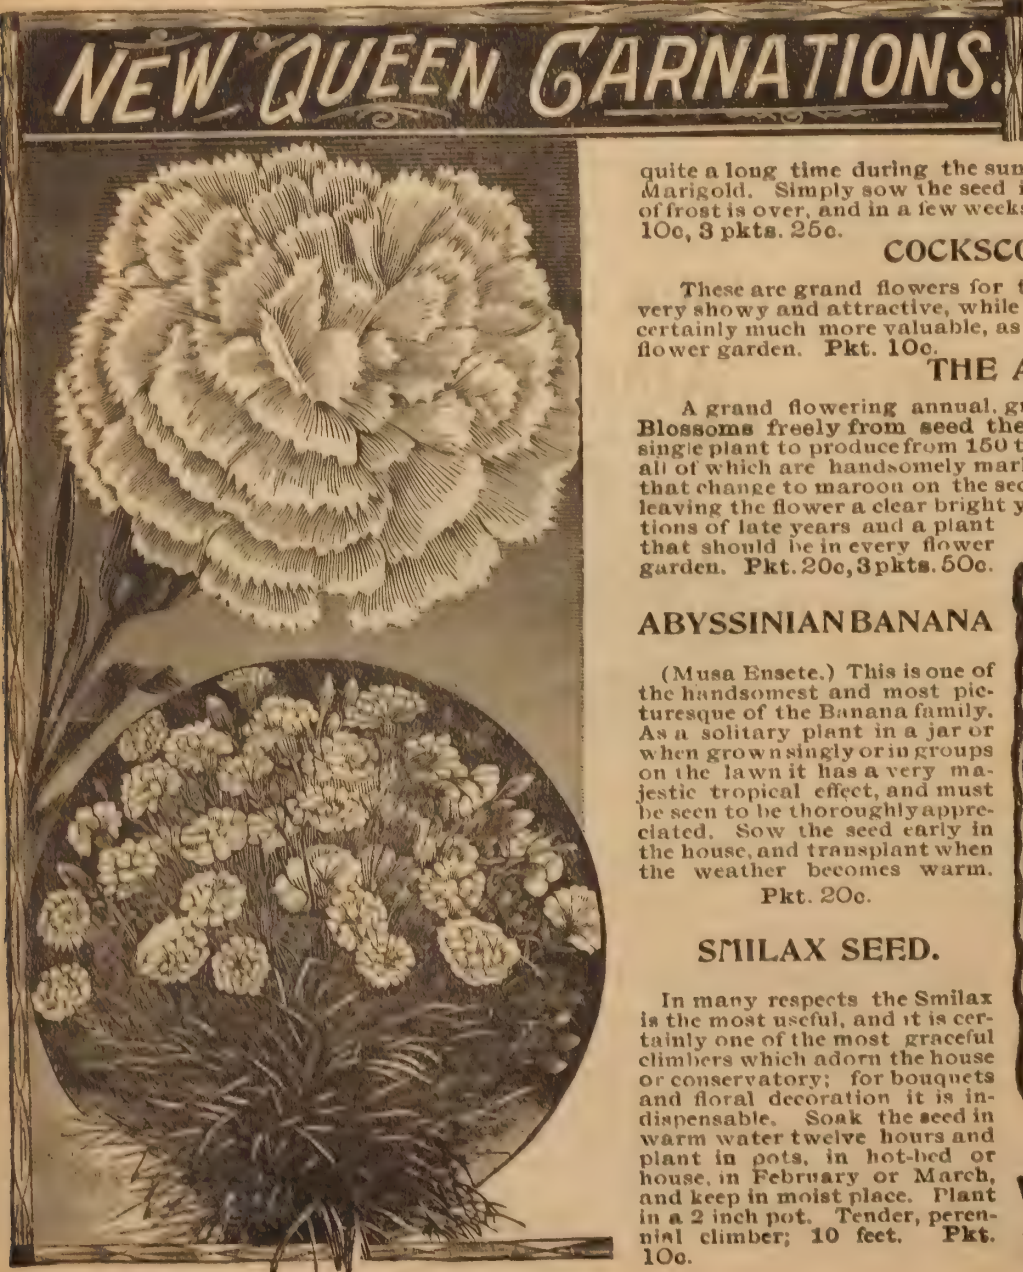 NEW QUEEN CARNATIONS.
quite a long time during the
Marigold. Simply sow the seed
of frost is over, and in a few weeks
10c, 3 pkts. 25c.
These are grand flowers for
very showy and attractive, while
certainly much more valuable, as
flower garden. Pkt. 10c.
THE
A grand flowering annual,
Blossoms freely from seed the
single plant to produce from 150
all of which are handsomely
that change to maroon on the
leaving the flower a clear bright
tions of late years and a plant
that should be in every flower
garden. Pkt. 20c, 3 pkts. 50c.
ABYSSINIAN BANANA
(Musa Ensete.) This is one of
the handsomest and most pic-
turesque of the Banana family.
As a solitary plant in a jar or
when grown singly or in groups
on the lawn it has a very ma-
jestic tropical effect, and must
be seen to be thoroughly appre-
ciated. Sow the seed early in
the house, and transplant when
the weather becomes warm.
Pkt. 20c.
SMILAX SEED.
In many respects the Smilax
is the most useful, and it is cer-
tainly one of the most graceful
climbers which adorn the house
or conservatory; for bouquets
and floral decoration it is in-
dispensable. Soak the seed in
warm water twelve hours and
plant in pots, in hot-bed or
house, in February or March,
and keep in moist place. Plant
in a 2 inch pot. Tender, peren-
nial climber; 10 feet. Pkt.
10c.